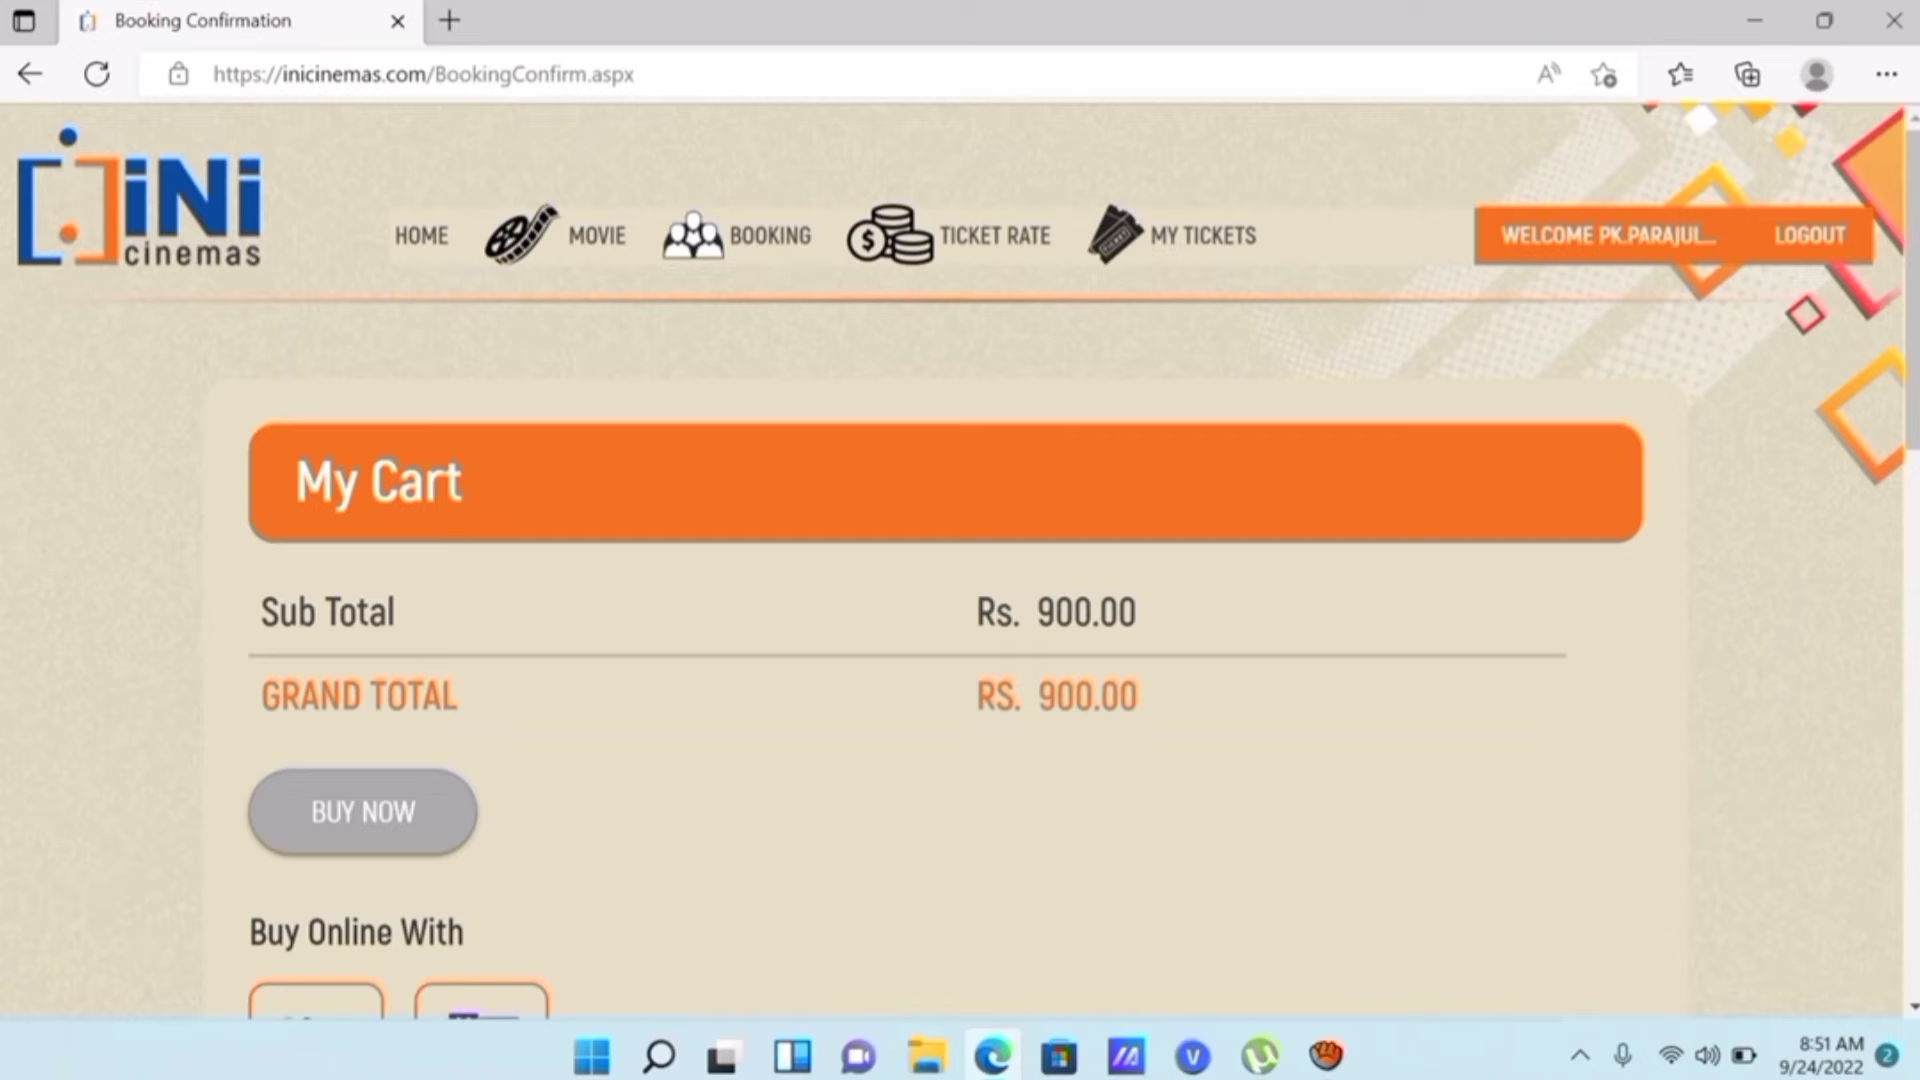 Booking Confirmation
https://inicinemas.com/BookingConfirm.aspx
iNi
cinemas
HOME
MOVIE
BOOKING
TICKET RATE
MY TICKETS
WELCOME PK.PARAJUL...
LOGOUT
My Cart
Sub Total Rs. 900.00
GRAND TOTAL RS. 900.00
BUY NOW
Buy Online With
8:51 AM
9/24/2022
2